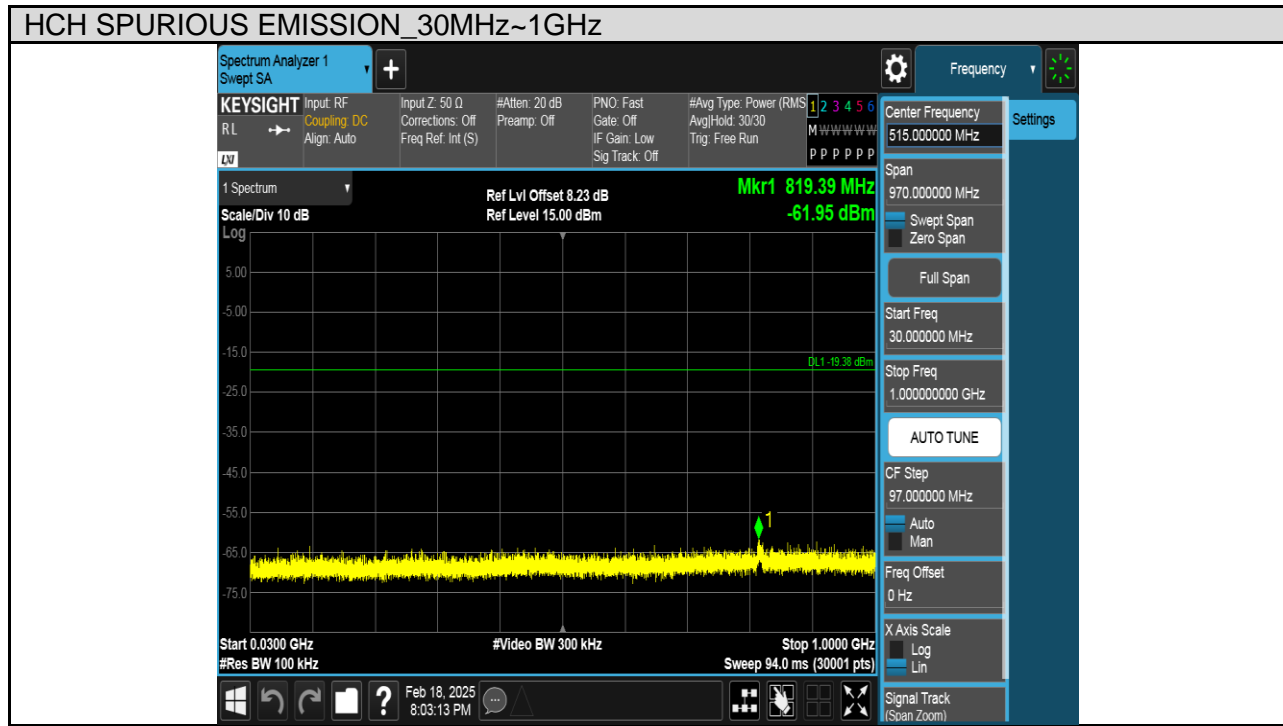 HCH SPURIOUS EMISSION_30MHz~1GHz
Spectrum Analyzer 1
Swept SA
+
Frequency
KEYSIGHT
RL
LXI
Input: RF
Coupling: DC
Align: Auto
Input Z: 50 Ω
Corrections: Off
Freq Ref: Int (S)
#Atten: 20 dB
Preamp: Off
PNO: Fast
Gate: Off
IF Gain: Low
Sig Track: Off
#Avg Type: Power (RMS
Avg|Hold: 30/30
Trig: Free Run
1 2 3 4 5 6
M W W W W W
P P P P P P
1 Spectrum
Scale/Div 10 dB
Ref Lvl Offset 8.23 dB
Ref Level 15.00 dBm
Mkr1 819.39 MHz
-61.95 dBm
Log
5.00
-5.00
-15.0
DL1 -19.38 dBm
-25.0
-35.0
-45.0
-55.0
1
-65.0
-75.0
Start 0.0300 GHz
#Res BW 100 kHz
#Video BW 300 kHz
Stop 1.0000 GHz
Sweep 94.0 ms (30001 pts)
?
Feb 18, 2025
8:03:13 PM
Center Frequency
515.000000 MHz
Settings
Span
970.000000 MHz
Swept Span
Zero Span
Full Span
Start Freq
30.000000 MHz
Stop Freq
1.000000000 GHz
AUTO TUNE
CF Step
97.000000 MHz
Auto
Man
Freq Offset
0 Hz
X Axis Scale
Log
Lin
Signal Track
(Span Zoom)